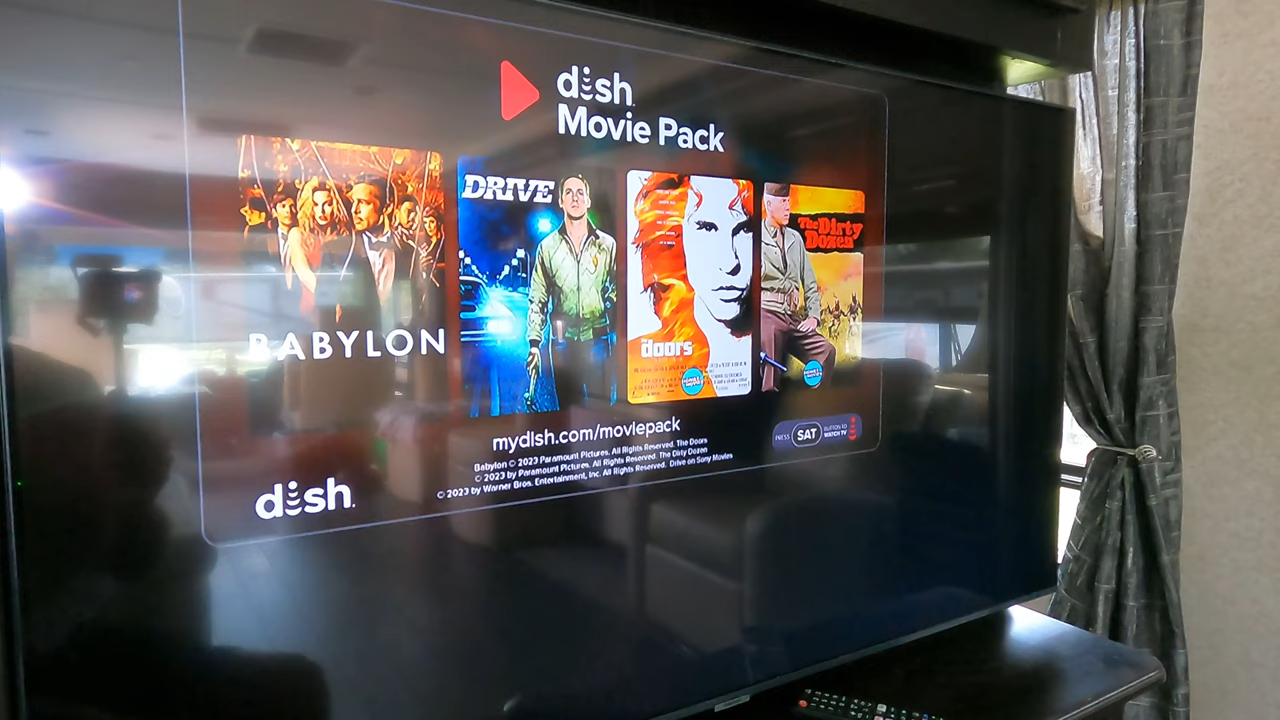 dish
Movie Pack
BABYLON
DRIVE
the
doors
The Dirty
Dozen
mydish.com/moviepack
Babylon © 2023 Paramount Pictures. All Rights Reserved. The Doors
© 2023 by Paramount Pictures. All Rights Reserved. The Dirty Dozen
© 2023 by Warner Bros. Entertainment, Inc. All Rights Reserved. Drive on Sony Movies
PRESS SAT BUTTON TO
WATCH TV
dish